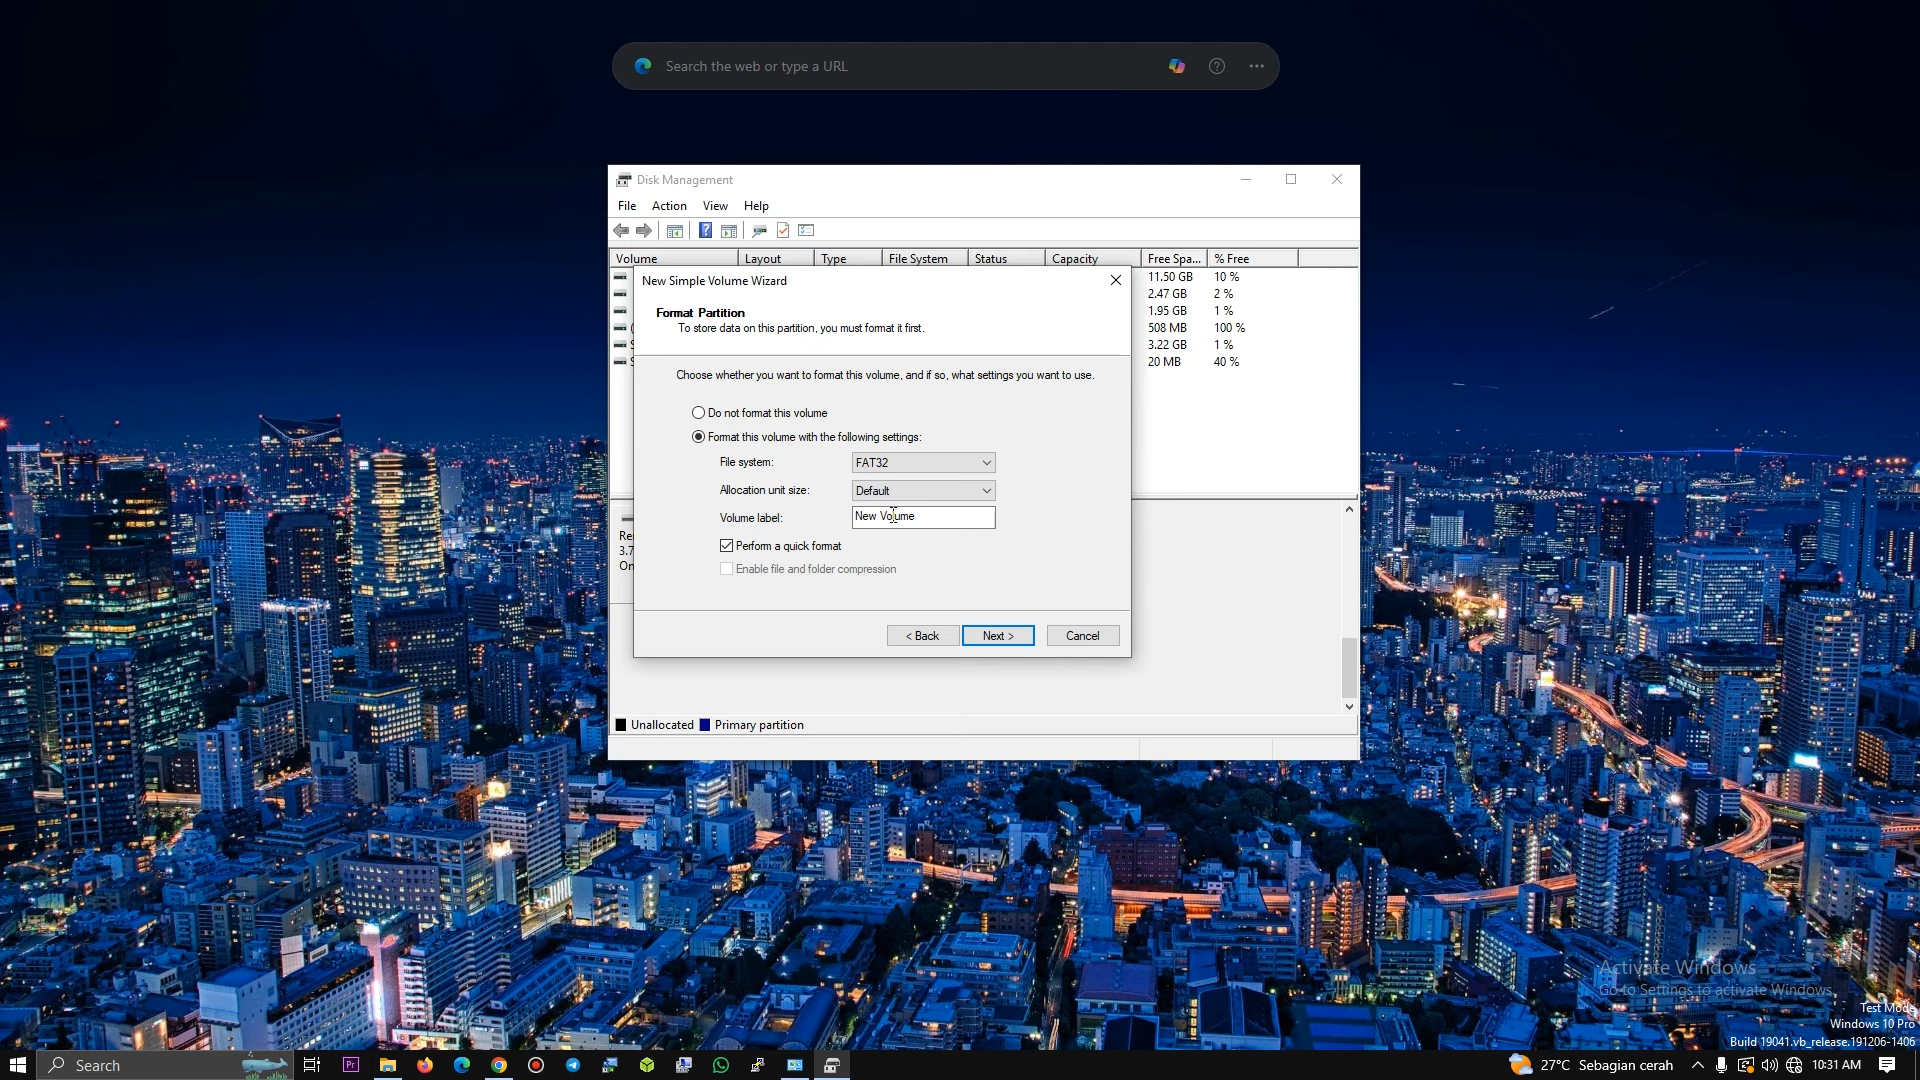 Search the web or type a URL
Disk Management
File Action View Help
Volume Layout Type File System Status Capacity Free Spa... % Free
11.50 GB 10 %
2.47 GB 2 %
1.95 GB 1 %
508 MB 100 %
3.22 GB 1 %
20 MB 40 %
New Simple Volume Wizard
Format Partition
To store data on this partition, you must format it first.
Choose whether you want to format this volume, and if so, what settings you want to use.
Do not format this volume
Format this volume with the following settings:
File system: FAT32
Allocation unit size: Default
Volume label: New Volume
Perform a quick format
Enable file and folder compression
< Back Next > Cancel
Re
3.7
On
Unallocated Primary partition
Activate Windows
Go to Settings to activate Windows.
Test Mode
Windows 10 Pro
Build 19041.vb_release.191206-1406
Search
Pr
27°C Sebagian cerah
10:31 AM